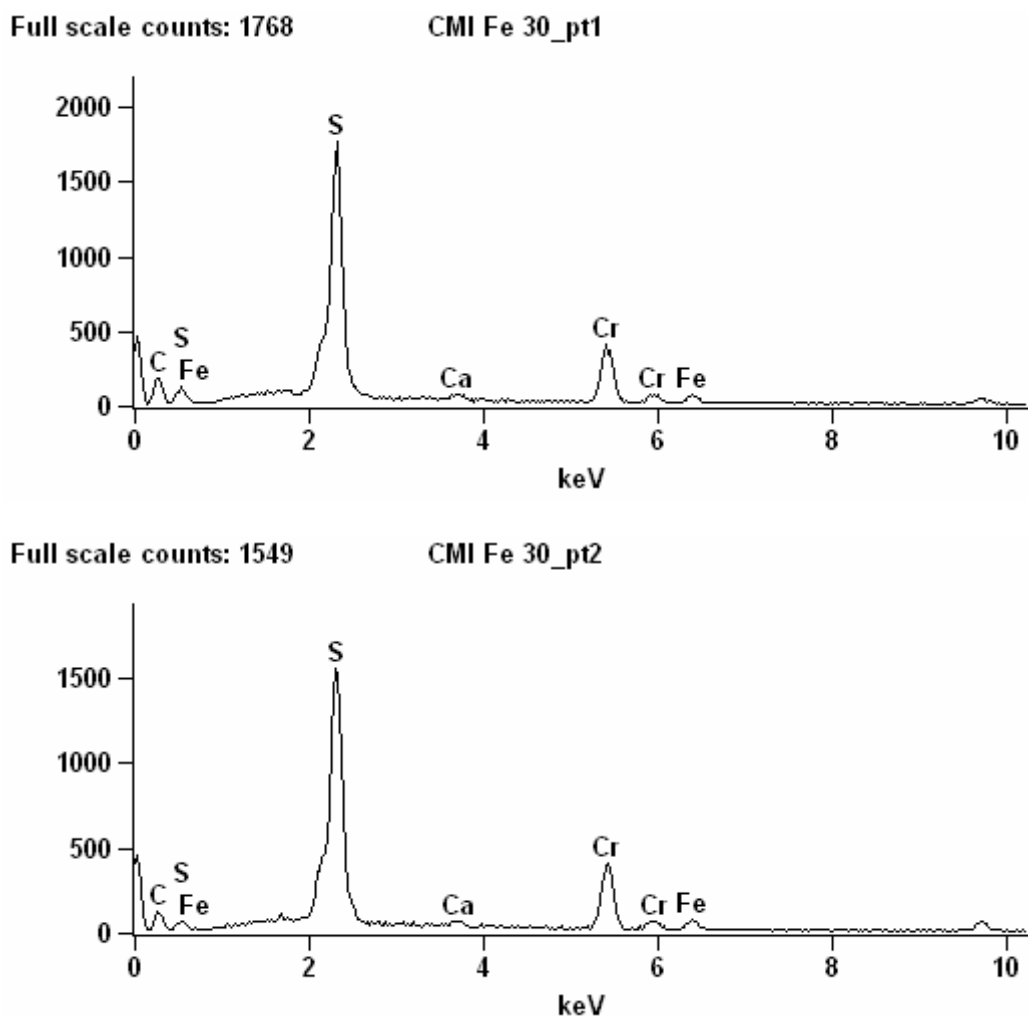 Full scale counts: 1768 CMI Fe 30_pt1
2000
S
1500
1000
500
S
Cr
C
Fe
Ca
Cr
Fe
0
0 2 4 6 8 10
keV
Full scale counts: 1549 CMI Fe 30_pt2
S
1500
1000
500
S
Cr
C
Fe
Ca
Cr
Fe
0
0 2 4 6 8 10
keV